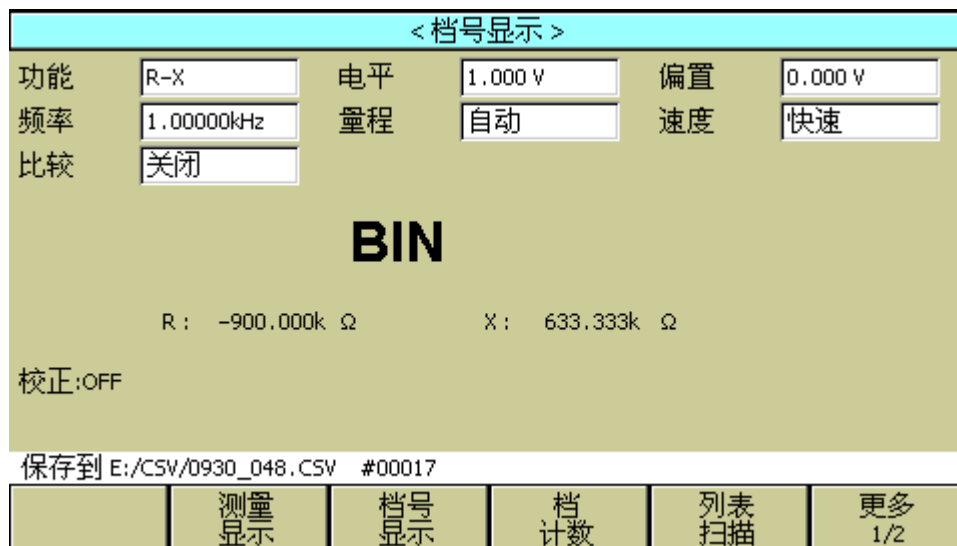 <档号显示>
功能 R-X 电平 1.000 V 偏置 0.000 V
频率 1.00000kHz 量程 自动 速度 快速
比较 关闭
BIN
R: -900.000k Ω X: 633.333k Ω
校正:OFF
保存到 E:/CSV/0930_048.CSV #00017
测量 档号 档 列表 更多
显示 显示 计数 扫描 1/2